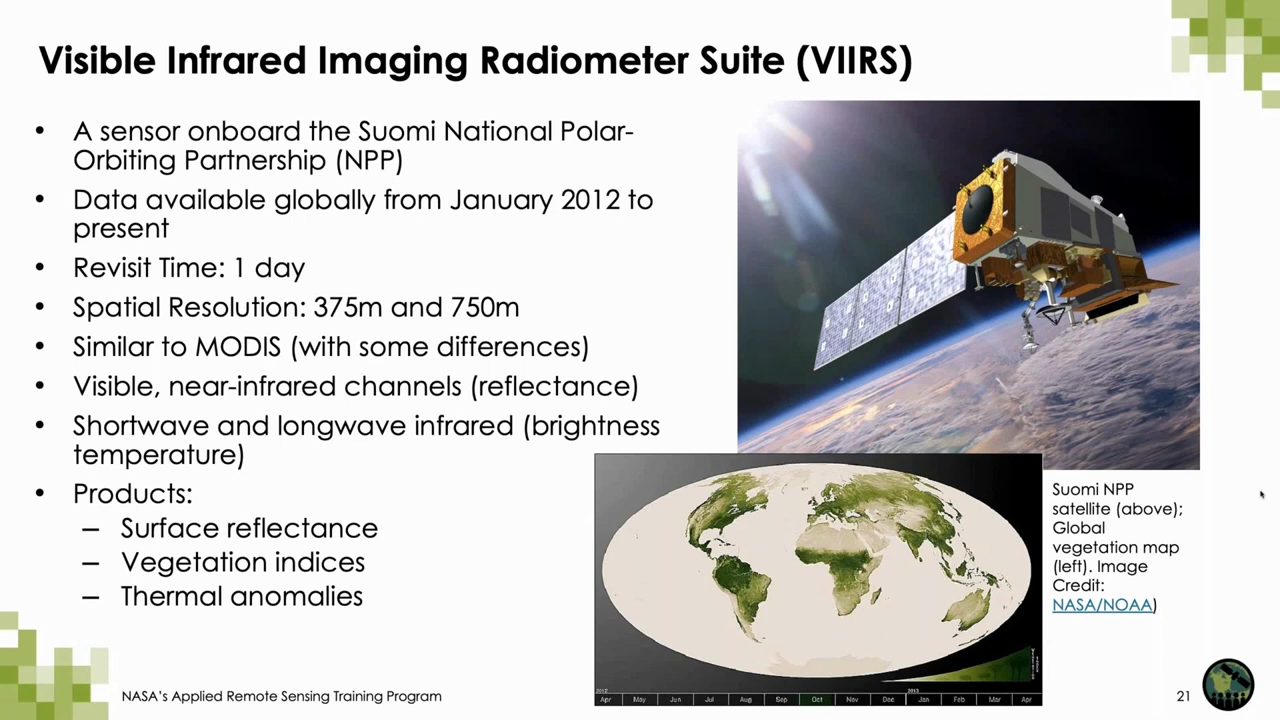 Visible Infrared Imaging Radiometer Suite (VIIRS)
• A sensor onboard the Suomi National Polar-
Orbiting Partnership (NPP)
• Data available globally from January 2012 to
present
• Revisit Time: 1 day
• Spatial Resolution: 375m and 750m
• Similar to MODIS (with some differences)
• Visible, near-infrared channels (reflectance)
• Shortwave and longwave infrared (brightness
temperature)
• Products:
– Surface reflectance
– Vegetation indices
– Thermal anomalies
Suomi NPP
satellite (above);
Global
vegetation map
(left). Image
Credit:
NASA/NOAA)
2012 2013
Apr May Jun Jul Aug Sep Oct Nov Dec Jan Feb Mar Apr
NASA's Applied Remote Sensing Training Program
21